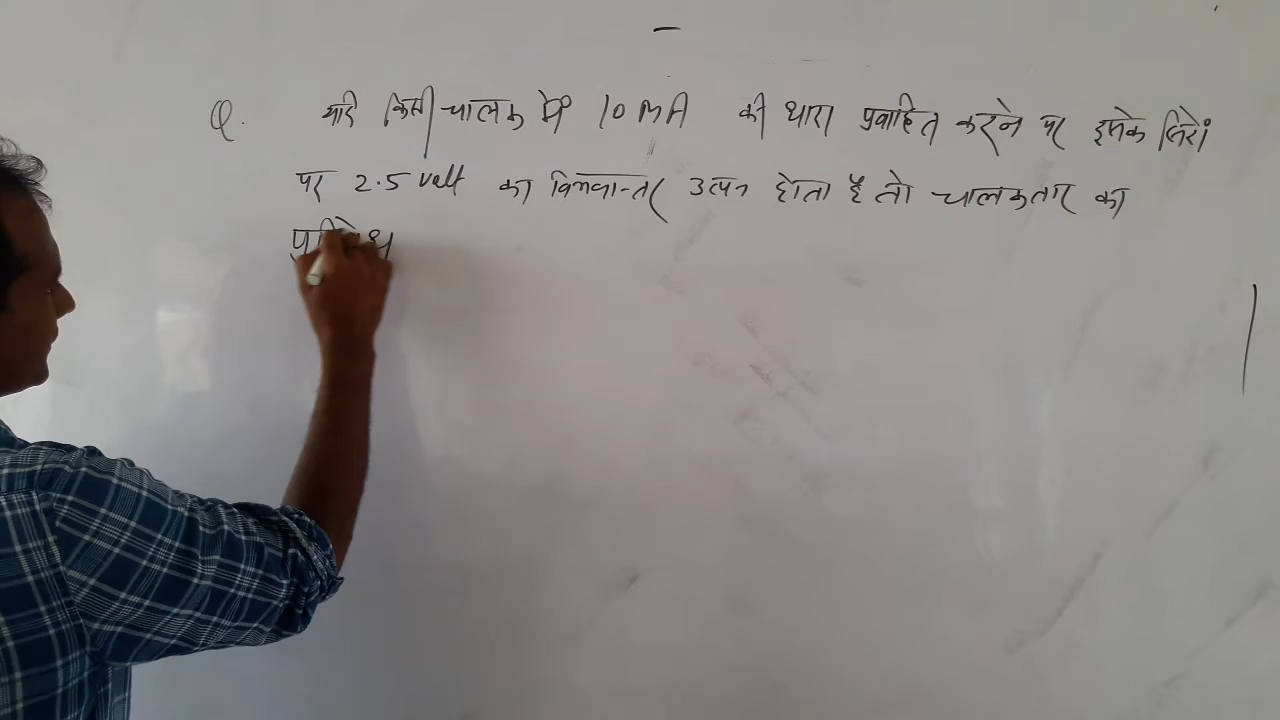 Q. यदि किसी चालक में 10 mA की धारा प्रवाहित करने पर इसके सिरों
पर 2.5 volt का विभवान्तर उत्पन होता है तो चालकतार का